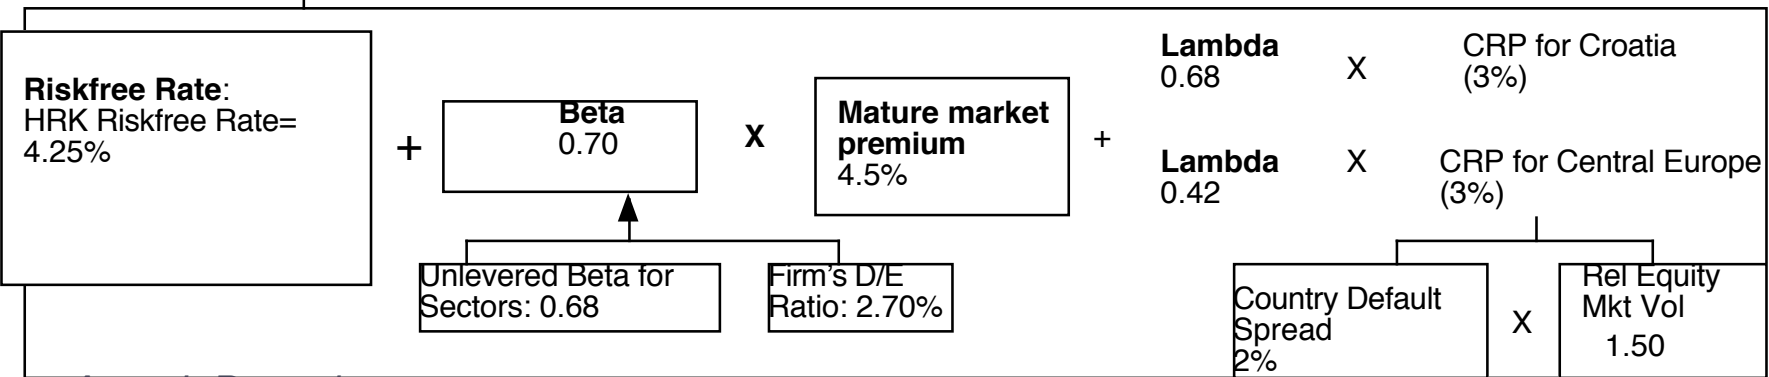 Riskfree Rate:
HRK Riskfree Rate=
4.25%
+
Beta
0.70
X
Mature market
premium
4.5%
+
Lambda
0.68
X
CRP for Croatia
(3%)
Lambda
0.42
X
CRP for Central Europe
(3%)
Unlevered Beta for
Sectors: 0.68
Firm's D/E
Ratio: 2.70%
Country Default
Spread
2%
X
Rel Equity
Mkt Vol
1.50